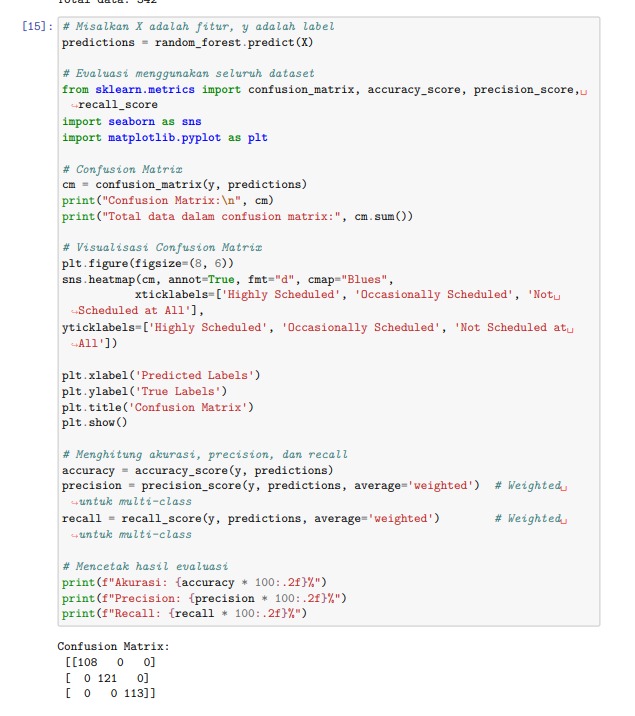 Total data: 342
[15]: # Misalkan X adalah fitur, y adalah label
predictions = random_forest.predict(X)
# Evaluasi menggunakan seluruh dataset
from sklearn.metrics import confusion_matrix, accuracy_score, precision_score,␣
↪recall_score
import seaborn as sns
import matplotlib.pyplot as plt
# Confusion Matrix
cm = confusion_matrix(y, predictions)
print("Confusion Matrix:\n", cm)
print("Total data dalam confusion matrix:", cm.sum())
# Visualisasi Confusion Matrix
plt.figure(figsize=(8, 6))
sns.heatmap(cm, annot=True, fmt="d", cmap="Blues",
xticklabels=['Highly Scheduled', 'Occasionally Scheduled', 'Not␣
↪Scheduled at All'],
yticklabels=['Highly Scheduled', 'Occasionally Scheduled', 'Not Scheduled at␣
↪All'])
plt.xlabel('Predicted Labels')
plt.ylabel('True Labels')
plt.title('Confusion Matrix')
plt.show()
# Menghitung akurasi, precision, dan recall
accuracy = accuracy_score(y, predictions)
precision = precision_score(y, predictions, average='weighted') # Weighted␣
↪untuk multi-class
recall = recall_score(y, predictions, average='weighted') # Weighted␣
↪untuk multi-class
# Mencetak hasil evaluasi
print(f"Akurasi: {accuracy * 100:.2f}%")
print(f"Precision: {precision * 100:.2f}%")
print(f"Recall: {recall * 100:.2f}%")
Confusion Matrix:
[[108 0 0]
[ 0 121 0]
[ 0 0 113]]